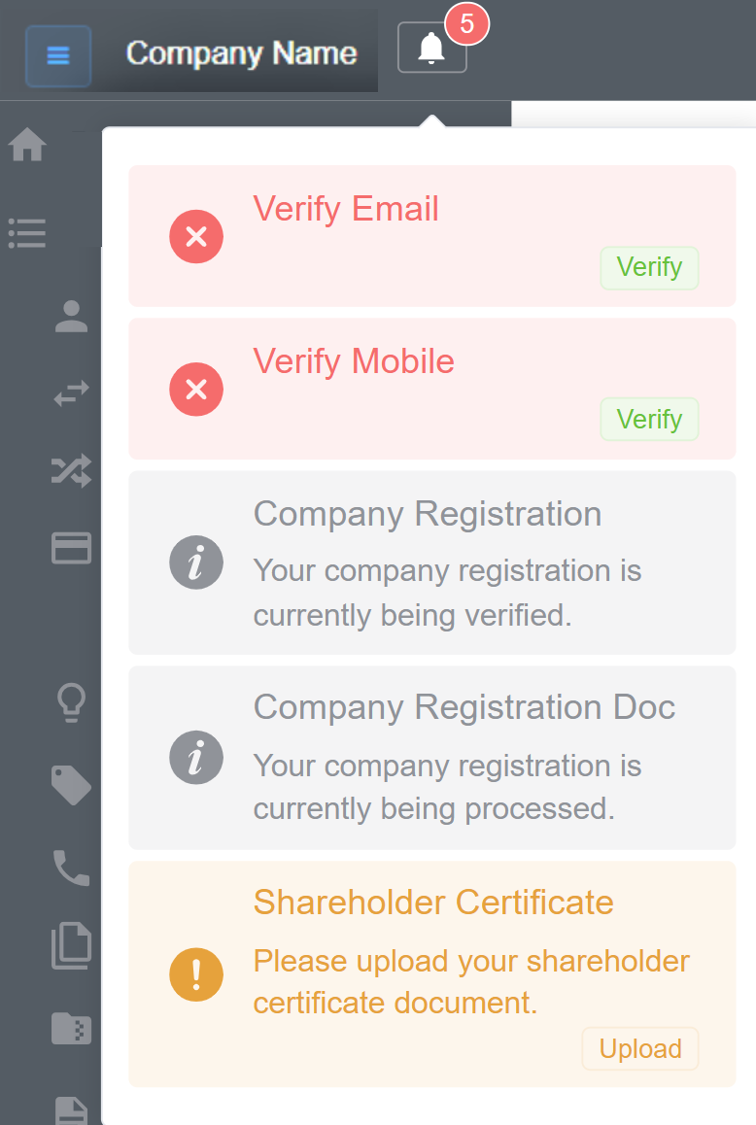 Company Name
5
Verify Email
Verify
Verify Mobile
Verify
Company Registration
Your company registration is
currently being verified.
Company Registration Doc
Your company registration is
currently being processed.
Shareholder Certificate
Please upload your shareholder
certificate document.
Upload